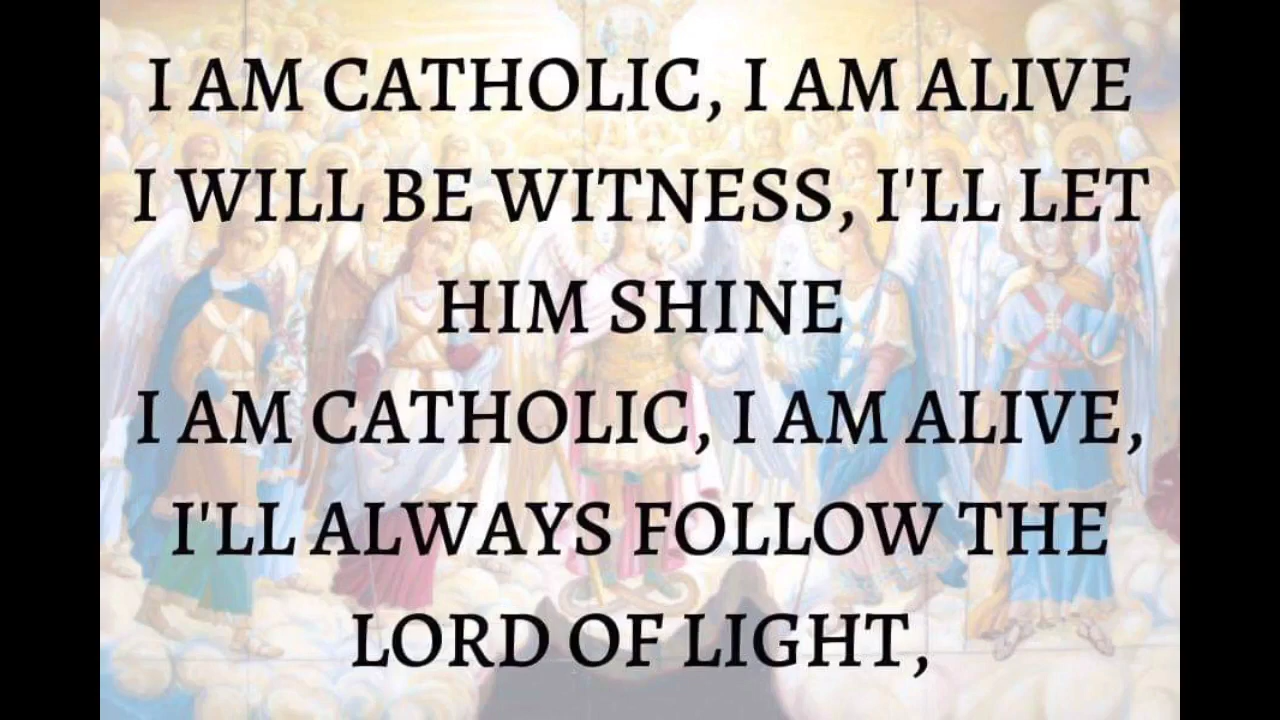 I AM CATHOLIC, I AM ALIVE
I WILL BE WITNESS, I'LL LET
HIM SHINE
I AM CATHOLIC, I AM ALIVE,
I'LL ALWAYS FOLLOW THE
LORD OF LIGHT,